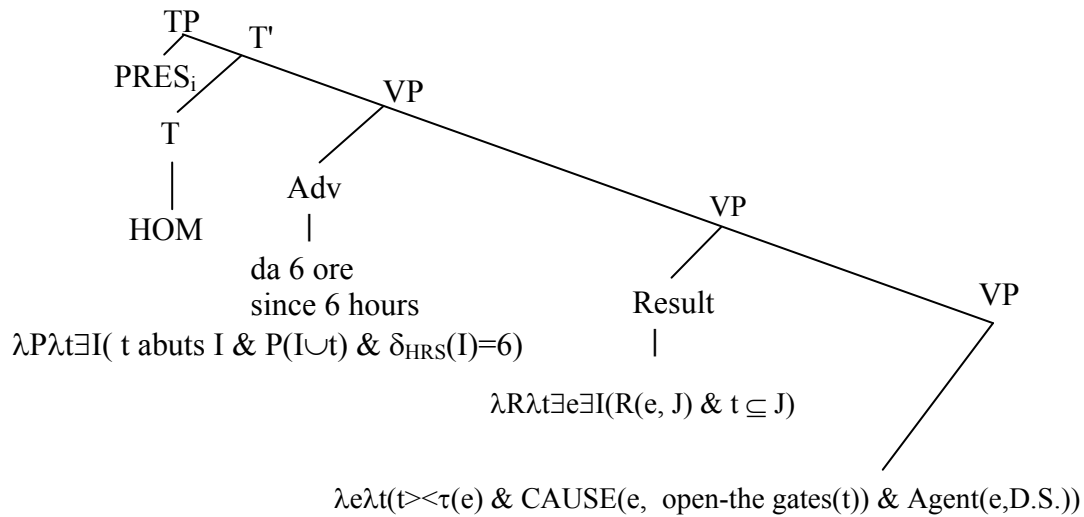 TP
T'
PRESi
VP
T
Adv
VP
HOM
da 6 ore
since 6 hours
Result
VP
λPλt∃I( t abuts I & P(I∪t) & δHRS(I)=6)
λRλt∃e∃I(R(e, J) & t ⊆ J)
λeλt(t><τ(e) & CAUSE(e, open-the gates(t)) & Agent(e,D.S.))